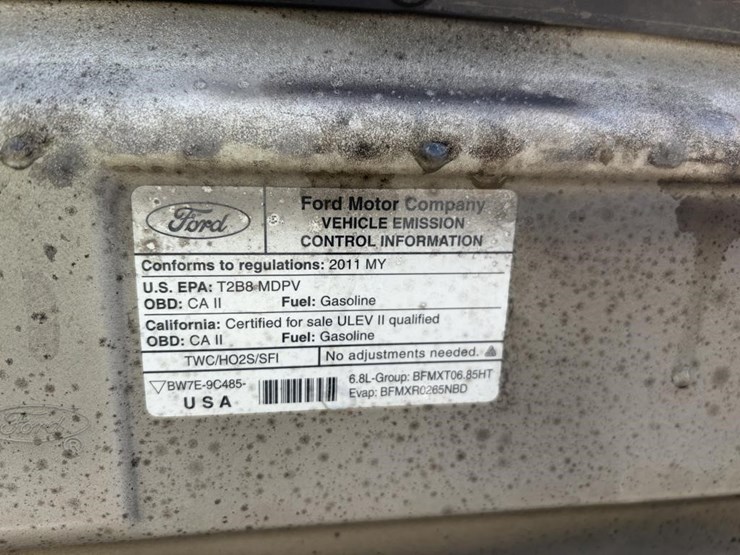 Ford
Ford Motor Company
VEHICLE EMISSION
CONTROL INFORMATION
Conforms to regulations: 2011 MY
U.S. EPA: T2B8 MDPV
OBD: CA II Fuel: Gasoline
California: Certified for sale ULEV II qualified
OBD: CA II Fuel: Gasoline
TWC/HO2S/SFI No adjustments needed.
BW7E-9C485- 6.8L-Group: BFMXT06.85HT
USA Evap: BFMXR0265NBD
Ford